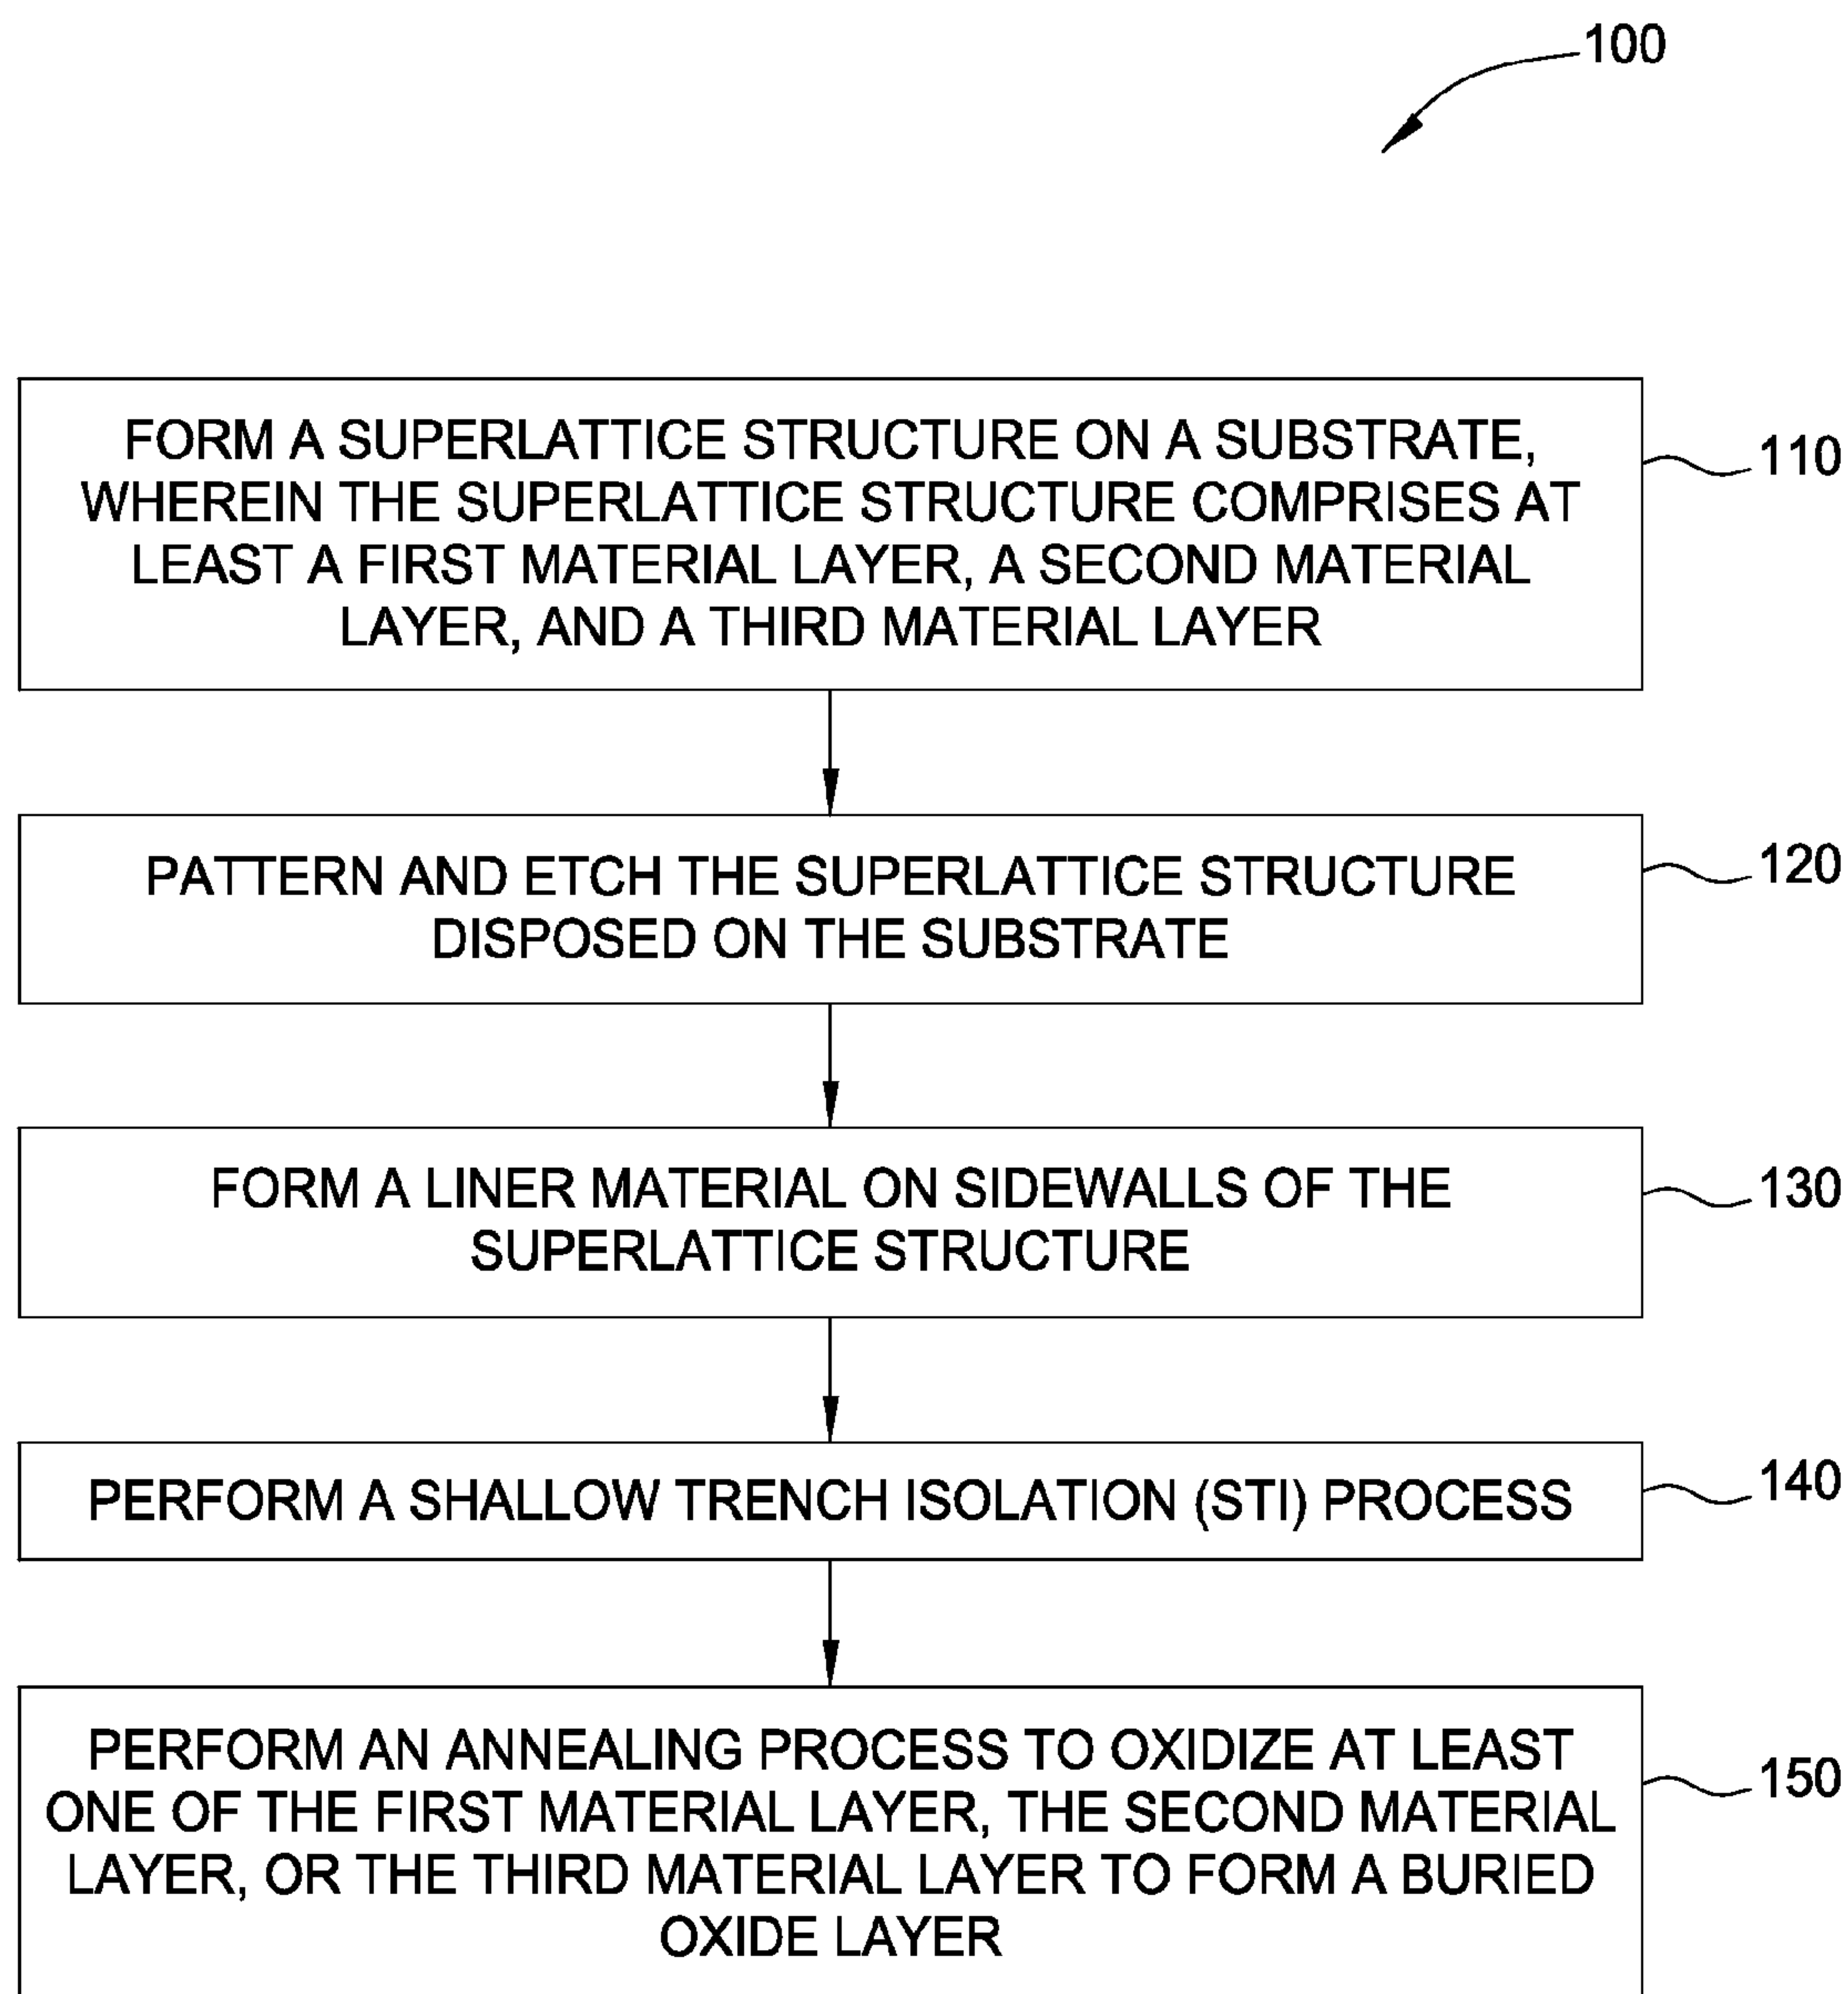 100
FORM A SUPERLATTICE STRUCTURE ON A SUBSTRATE,
WHEREIN THE SUPERLATTICE STRUCTURE COMPRISES AT
LEAST A FIRST MATERIAL LAYER, A SECOND MATERIAL
LAYER, AND A THIRD MATERIAL LAYER
110
PATTERN AND ETCH THE SUPERLATTICE STRUCTURE
DISPOSED ON THE SUBSTRATE
120
FORM A LINER MATERIAL ON SIDEWALLS OF THE
SUPERLATTICE STRUCTURE
130
PERFORM A SHALLOW TRENCH ISOLATION (STI) PROCESS
140
PERFORM AN ANNEALING PROCESS TO OXIDIZE AT LEAST
ONE OF THE FIRST MATERIAL LAYER, THE SECOND MATERIAL
LAYER, OR THE THIRD MATERIAL LAYER TO FORM A BURIED
OXIDE LAYER
150